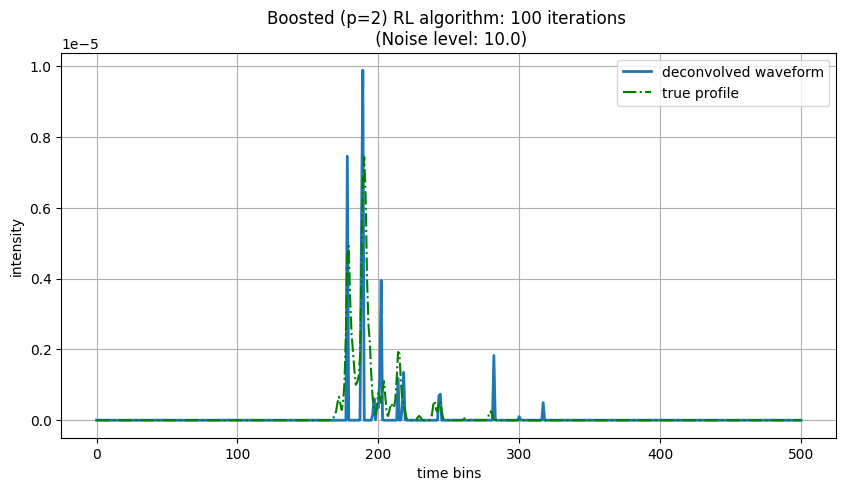 Boosted (p=2) RL algorithm: 100 iterations
(Noise level: 10.0)
1e−5
deconvolved waveform
true profile
1.0
0.8
0.6
0.4
0.2
0.0
intensity
0 100 200 300 400 500
time bins